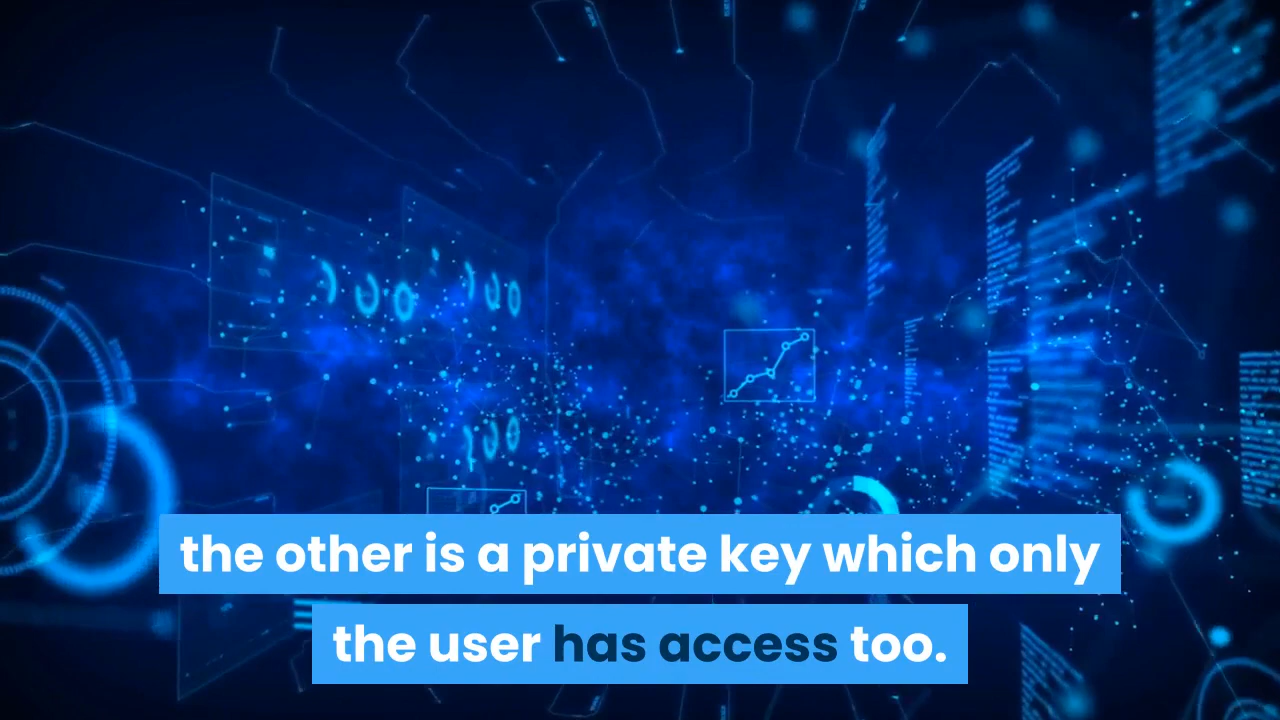 the other is a private key which only
the user has access too.